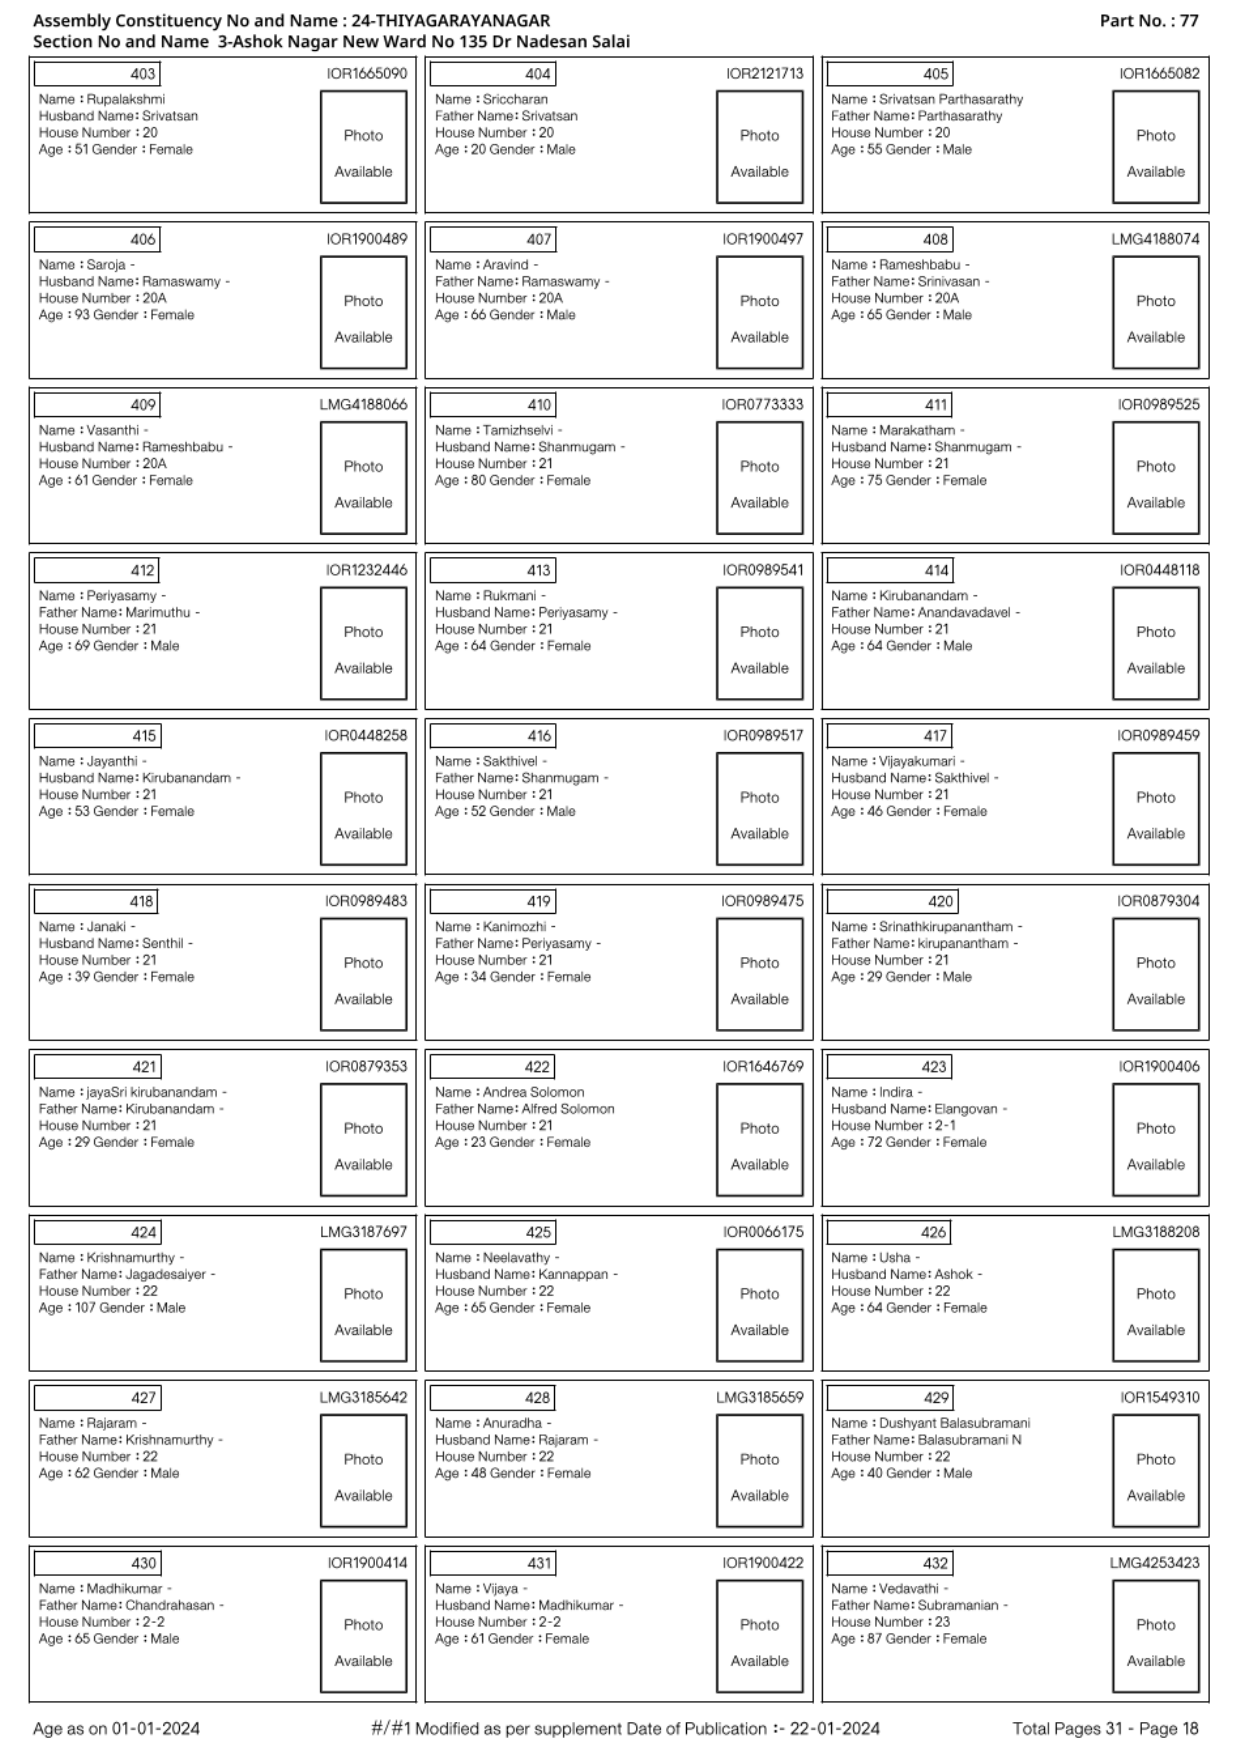 Assembly Constituency No and Name : 24-THIYAGARAYANAGAR
Part No. : 77
Section No and Name 3-Ashok Nagar New Ward No 135 Dr Nadesan Salai
403 IOR1665090
Name : Rupalakshmi
Husband Name: Srivatsan
House Number : 20
Age : 51 Gender : Female
Photo
Available
404 IOR2121713
Name : Sriccharan
Father Name: Srivatsan
House Number : 20
Age : 20 Gender : Male
Photo
Available
405 IOR1665082
Name : Srivatsan Parthasarathy
Father Name: Parthasarathy
House Number : 20
Age : 55 Gender : Male
Photo
Available
406 IOR1900489
Name : Saroja -
Husband Name: Ramaswamy -
House Number : 20A
Age : 93 Gender : Female
Photo
Available
407 IOR1900497
Name : Aravind -
Father Name: Ramaswamy -
House Number : 20A
Age : 66 Gender : Male
Photo
Available
408 LMG4188074
Name : Rameshbabu -
Father Name: Srinivasan -
House Number : 20A
Age : 65 Gender : Male
Photo
Available
409 LMG4188066
Name : Vasanthi -
Husband Name: Rameshbabu -
House Number : 20A
Age : 61 Gender : Female
Photo
Available
410 IOR0773333
Name : Tamizhselvi -
Husband Name: Shanmugam -
House Number : 21
Age : 80 Gender : Female
Photo
Available
411 IOR0989525
Name : Marakatham -
Husband Name: Shanmugam -
House Number : 21
Age : 75 Gender : Female
Photo
Available
412 IOR1232446
Name : Periyasamy -
Father Name: Marimuthu -
House Number : 21
Age : 69 Gender : Male
Photo
Available
413 IOR0989541
Name : Rukmani -
Husband Name: Periyasamy -
House Number : 21
Age : 64 Gender : Female
Photo
Available
414 IOR0448118
Name : Kirubanandam -
Father Name: Anandavadavel -
House Number : 21
Age : 64 Gender : Male
Photo
Available
415 IOR0448258
Name : Jayanthi -
Husband Name: Kirubanandam -
House Number : 21
Age : 53 Gender : Female
Photo
Available
416 IOR0989517
Name : Sakthivel -
Father Name: Shanmugam -
House Number : 21
Age : 52 Gender : Male
Photo
Available
417 IOR0989459
Name : Vijayakumari -
Husband Name: Sakthivel -
House Number : 21
Age : 46 Gender : Female
Photo
Available
418 IOR0989483
Name : Janaki -
Husband Name: Senthil -
House Number : 21
Age : 39 Gender : Female
Photo
Available
419 IOR0989475
Name : Kanimozhi -
Father Name: Periyasamy -
House Number : 21
Age : 34 Gender : Female
Photo
Available
420 IOR0879304
Name : Srinathkirupanantham -
Father Name: kirupanantham -
House Number : 21
Age : 29 Gender : Male
Photo
Available
421 IOR0879353
Name : jayaSri kirubanandam -
Father Name: Kirubanandam -
House Number : 21
Age : 29 Gender : Female
Photo
Available
422 IOR1646769
Name : Andrea Solomon
Father Name: Alfred Solomon
House Number : 21
Age : 23 Gender : Female
Photo
Available
423 IOR1900406
Name : Indira -
Husband Name: Elangovan -
House Number : 2-1
Age : 72 Gender : Female
Photo
Available
424 LMG3187697
Name : Krishnamurthy -
Father Name: Jagadesaiyer -
House Number : 22
Age : 107 Gender : Male
Photo
Available
425 IOR0066175
Name : Neelavathy -
Husband Name: Kannappan -
House Number : 22
Age : 65 Gender : Female
Photo
Available
426 LMG3188208
Name : Usha -
Husband Name: Ashok -
House Number : 22
Age : 64 Gender : Female
Photo
Available
427 LMG3185642
Name : Rajaram -
Father Name: Krishnamurthy -
House Number : 22
Age : 62 Gender : Male
Photo
Available
428 LMG3185659
Name : Anuradha -
Husband Name: Rajaram -
House Number : 22
Age : 48 Gender : Female
Photo
Available
429 IOR1549310
Name : Dushyant Balasubramani
Father Name: Balasubramani N
House Number : 22
Age : 40 Gender : Male
Photo
Available
430 IOR1900414
Name : Madhikumar -
Father Name: Chandrahasan -
House Number : 2-2
Age : 65 Gender : Male
Photo
Available
431 IOR1900422
Name : Vijaya -
Husband Name: Madhikumar -
House Number : 2-2
Age : 61 Gender : Female
Photo
Available
432 LMG4253423
Name : Vedavathi -
Father Name: Subramanian -
House Number : 23
Age : 87 Gender : Female
Photo
Available
Age as on 01-01-2024
#/#1 Modified as per supplement Date of Publication :- 22-01-2024
Total Pages 31 - Page 18